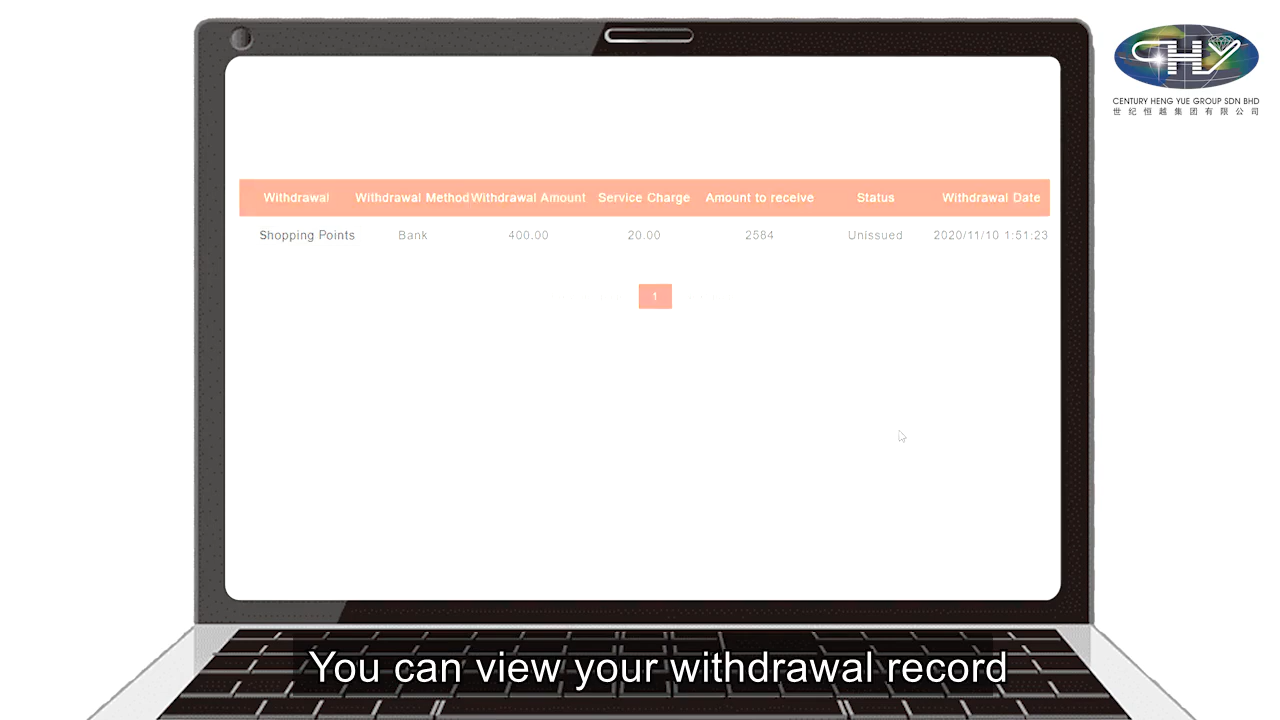 CHY
CENTURY HENG YUE GROUP SDN BHD
世纪恒越集团有限公司
Withdrawal Withdrawal Method Withdrawal Amount Service Charge Amount to receive Status Withdrawal Date
Shopping Points Bank 400.00 20.00 2584 Unissued 2020/11/10 1:51:23
1
You can view your withdrawal record